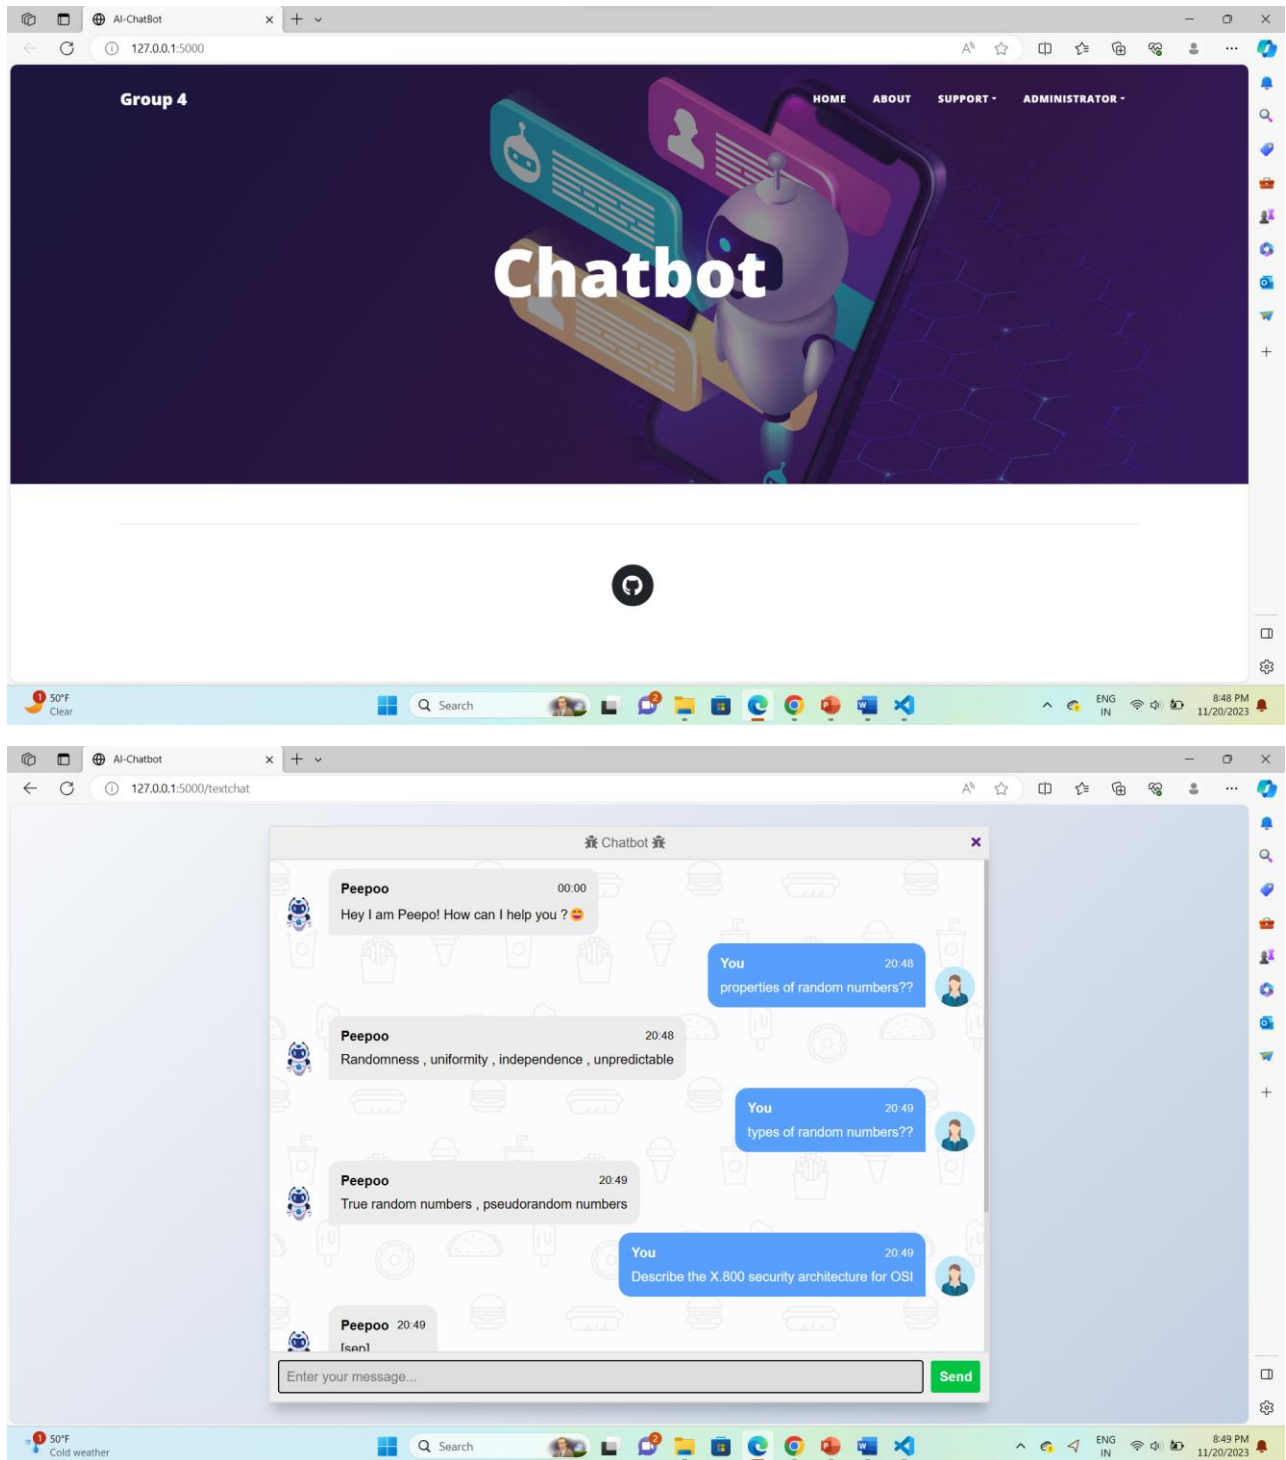 AI-ChatBot
127.0.0.1:5000
Group 4
HOME ABOUT SUPPORT ADMINISTRATOR
Chatbot
1
50°F
Clear
Search
2
ENG
IN
8:48 PM
11/20/2023
AI-Chatbot
127.0.0.1:5000/textchat
Chatbot
Peepoo 00:00
Hey I am Peepo! How can I help you ?
You 20:48
properties of random numbers??
Peepoo 20:48
Randomness , uniformity , independence , unpredictable
You 20:49
types of random numbers??
Peepoo 20:49
True random numbers , pseudorandom numbers
You 20:49
Describe the X.800 security architecture for OSI
Peepoo 20:49
[sep]
Enter your message...
Send
1
50°F
Cold weather
Search
2
ENG
IN
8:49 PM
11/20/2023